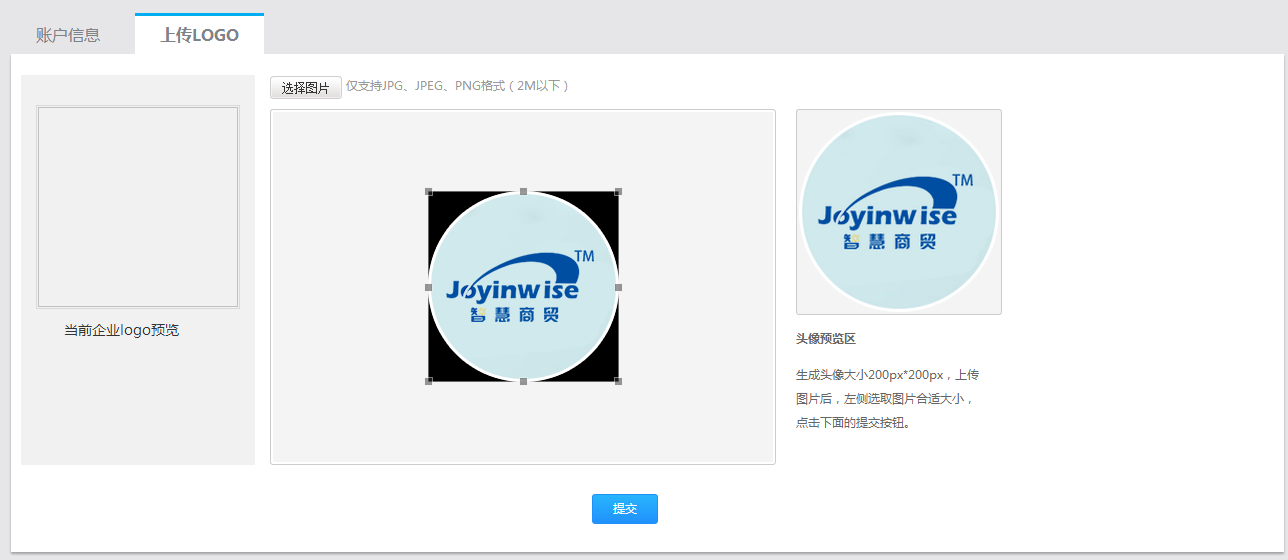 账户信息
上传LOGO
选择图片 仅支持JPG、JPEG、PNG格式（2M以下）
当前企业logo预览
Joyinwise TM
智慧商贸
Joyinwise TM
智慧商贸
头像预览区
生成头像大小200px*200px，上传
图片后，左侧选取图片合适大小，
点击下面的提交按钮。
提交